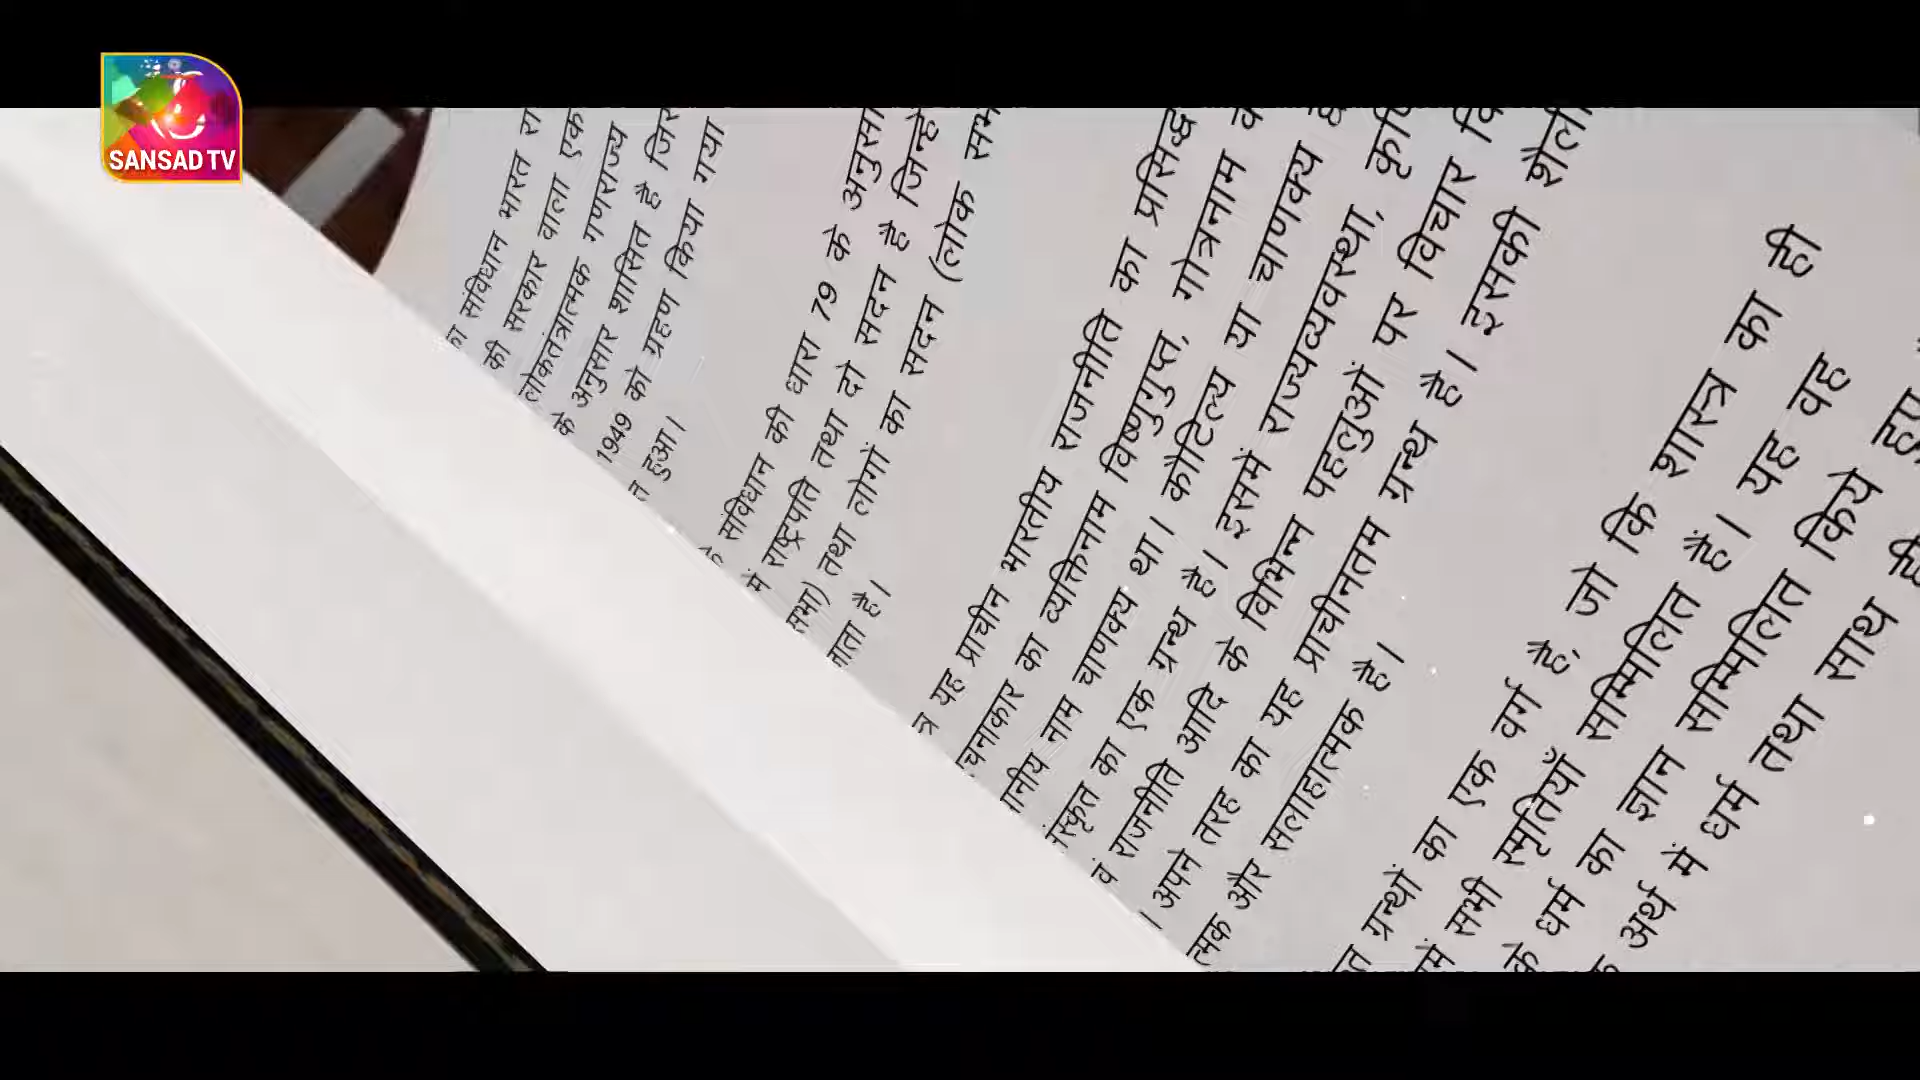 SANSAD TV
का संविधान भारत
की सरकार वाला एक
लोकतंत्रात्मक गणराज्य
के अनुसार शासित है
1949 को ग्रहण किया गया
हुआ।
संविधान की धारा 79 के
में राष्ट्रपति तथा दो सदन है जिन्हें
सभा) तथा लोगों का सदन (लोक
है।
यह प्राचीन भारतीय राजनीति का प्रसिद्ध
का व्यक्तिनाम विष्णुगुप्त, गोत्रनाम
नाम चाणक्य था। कौटिल्य या चाणक्य
का एक ग्रन्थ है। इसमें राज्यव्यवस्था,
राजनीति आदि के विभिन्न पहलुओं पर विचार
। अपने तरह का यह प्राचीनतम ग्रन्थ है। इसकी
और सलाहात्मक है।
ग्रन्थों का एक वर्ग है, जो कि शास्त्र का ही
में सभी स्मृतियाँ सम्मिलित हैं। यह वह
के धर्म का ज्ञान सम्मिलित किये
अर्थ में धर्म तथा साथ